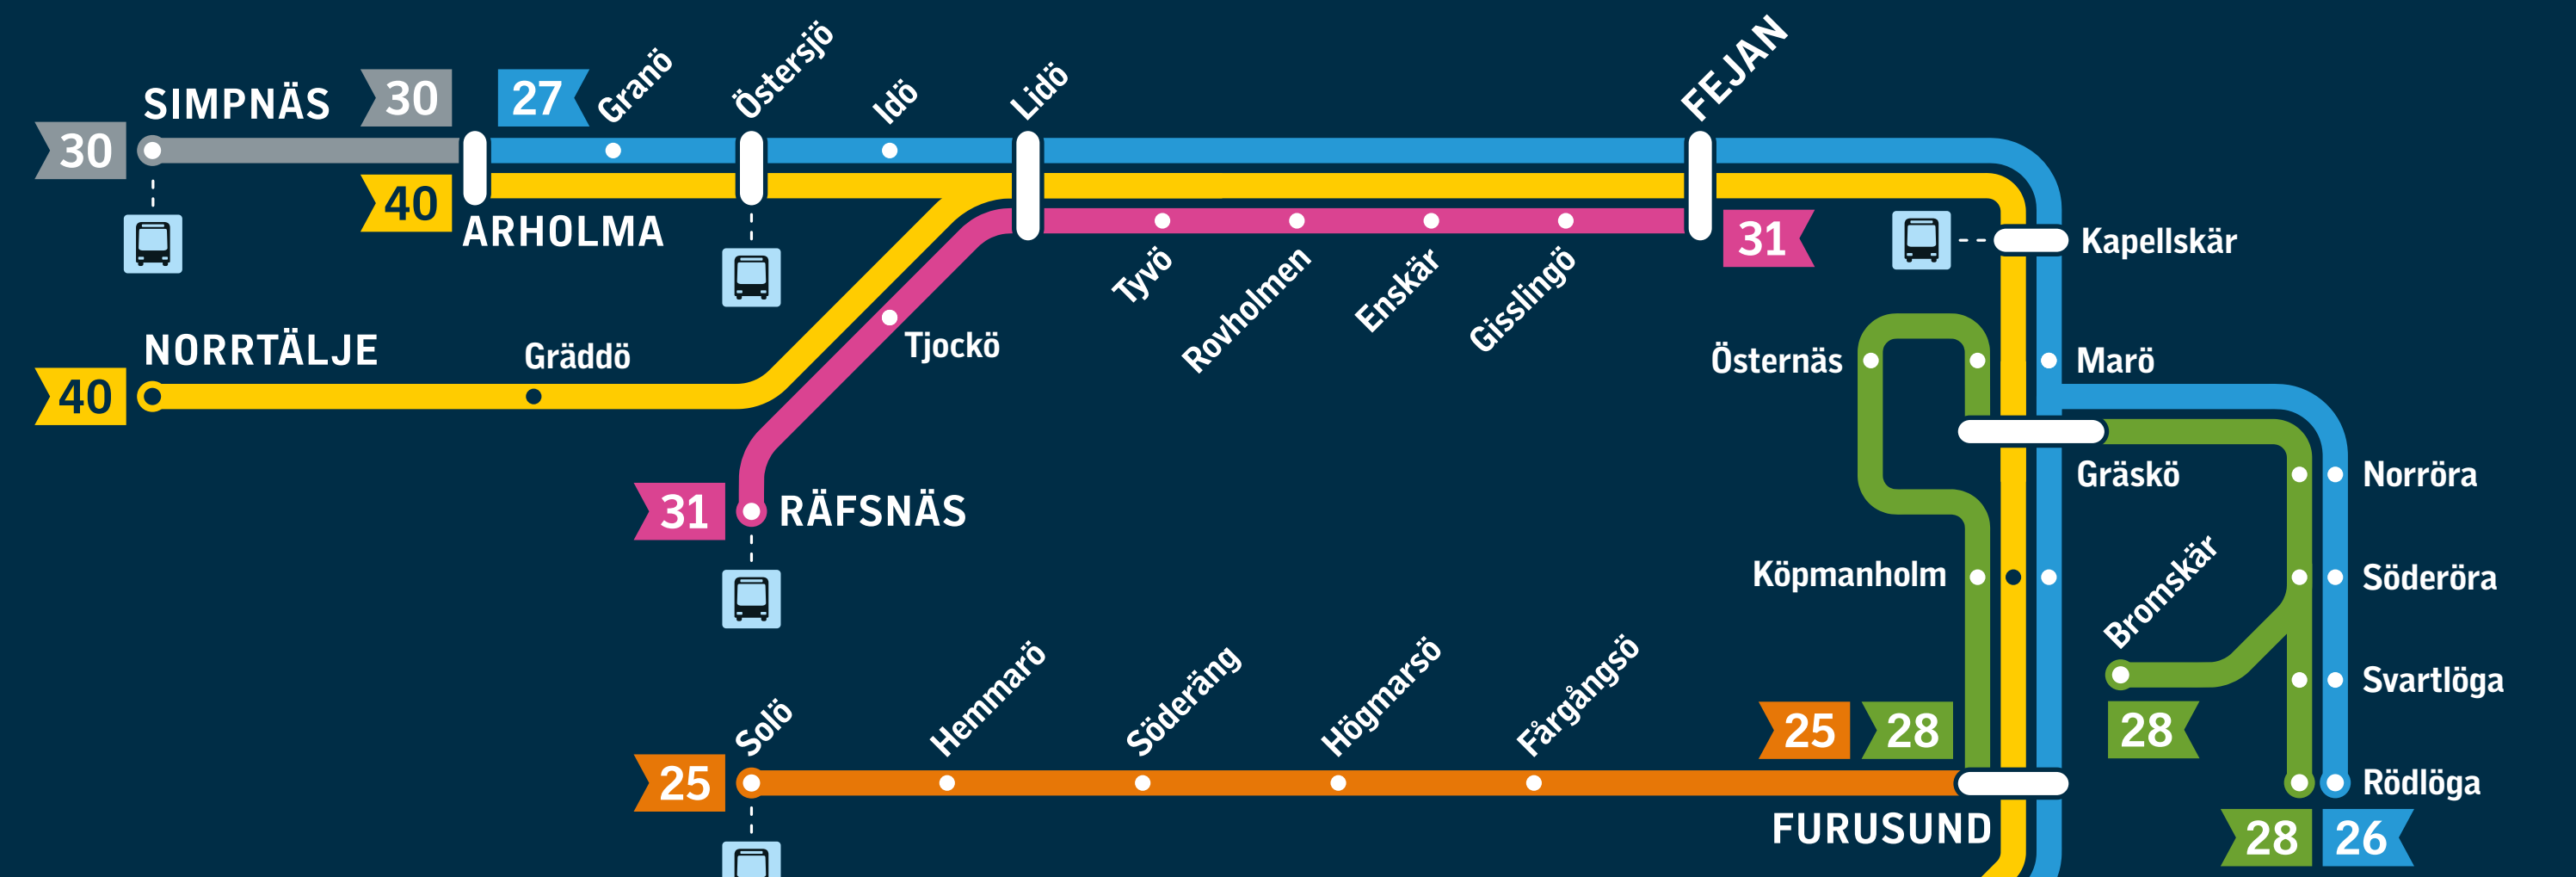 SIMPNÄS
30
30
27
Granö
Östersjö
Idö
Lidö
FEJAN
40
ARHOLMA
31
Kapellskär
Tyvö
Rovholmen
Enskär
Gisslingö
Tjockö
NORRTÄLJE
40
Gräddö
Östernäs
Marö
31
RÄFSNÄS
Gräskö
Norröra
Köpmanholm
Söderöra
Bromskär
28
Svartlöga
25
Solö
Hemmarö
Söderäng
Högmarsö
Fårgångsö
25
28
FURUSUND
Rödlöga
28
26